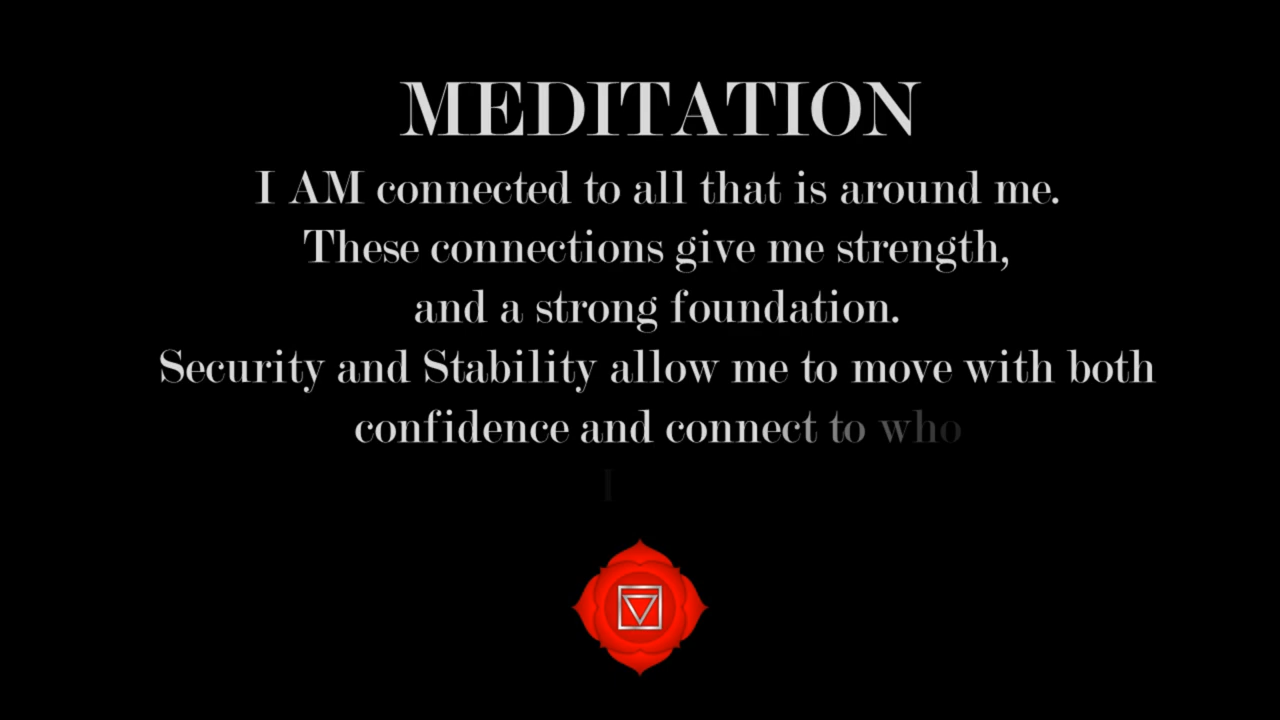 MEDITATION
I AM connected to all that is around me.
These connections give me strength,
and a strong foundation.
Security and Stability allow me to move with both
confidence and connect to who
I